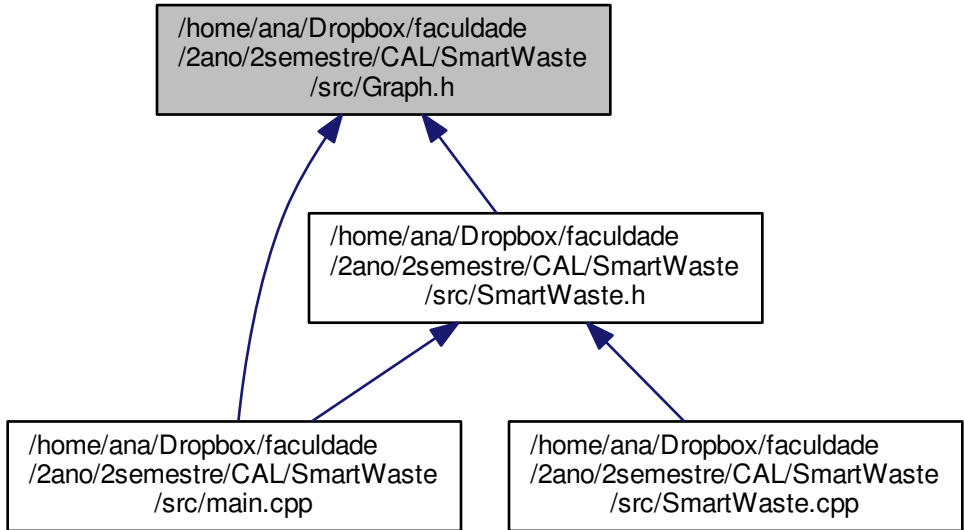 /home/ana/Dropbox/faculdade
/2ano/2semestre/CAL/SmartWaste
/src/Graph.h
/home/ana/Dropbox/faculdade
/2ano/2semestre/CAL/SmartWaste
/src/SmartWaste.h
/home/ana/Dropbox/faculdade
/2ano/2semestre/CAL/SmartWaste
/src/main.cpp
/home/ana/Dropbox/faculdade
/2ano/2semestre/CAL/SmartWaste
/src/SmartWaste.cpp